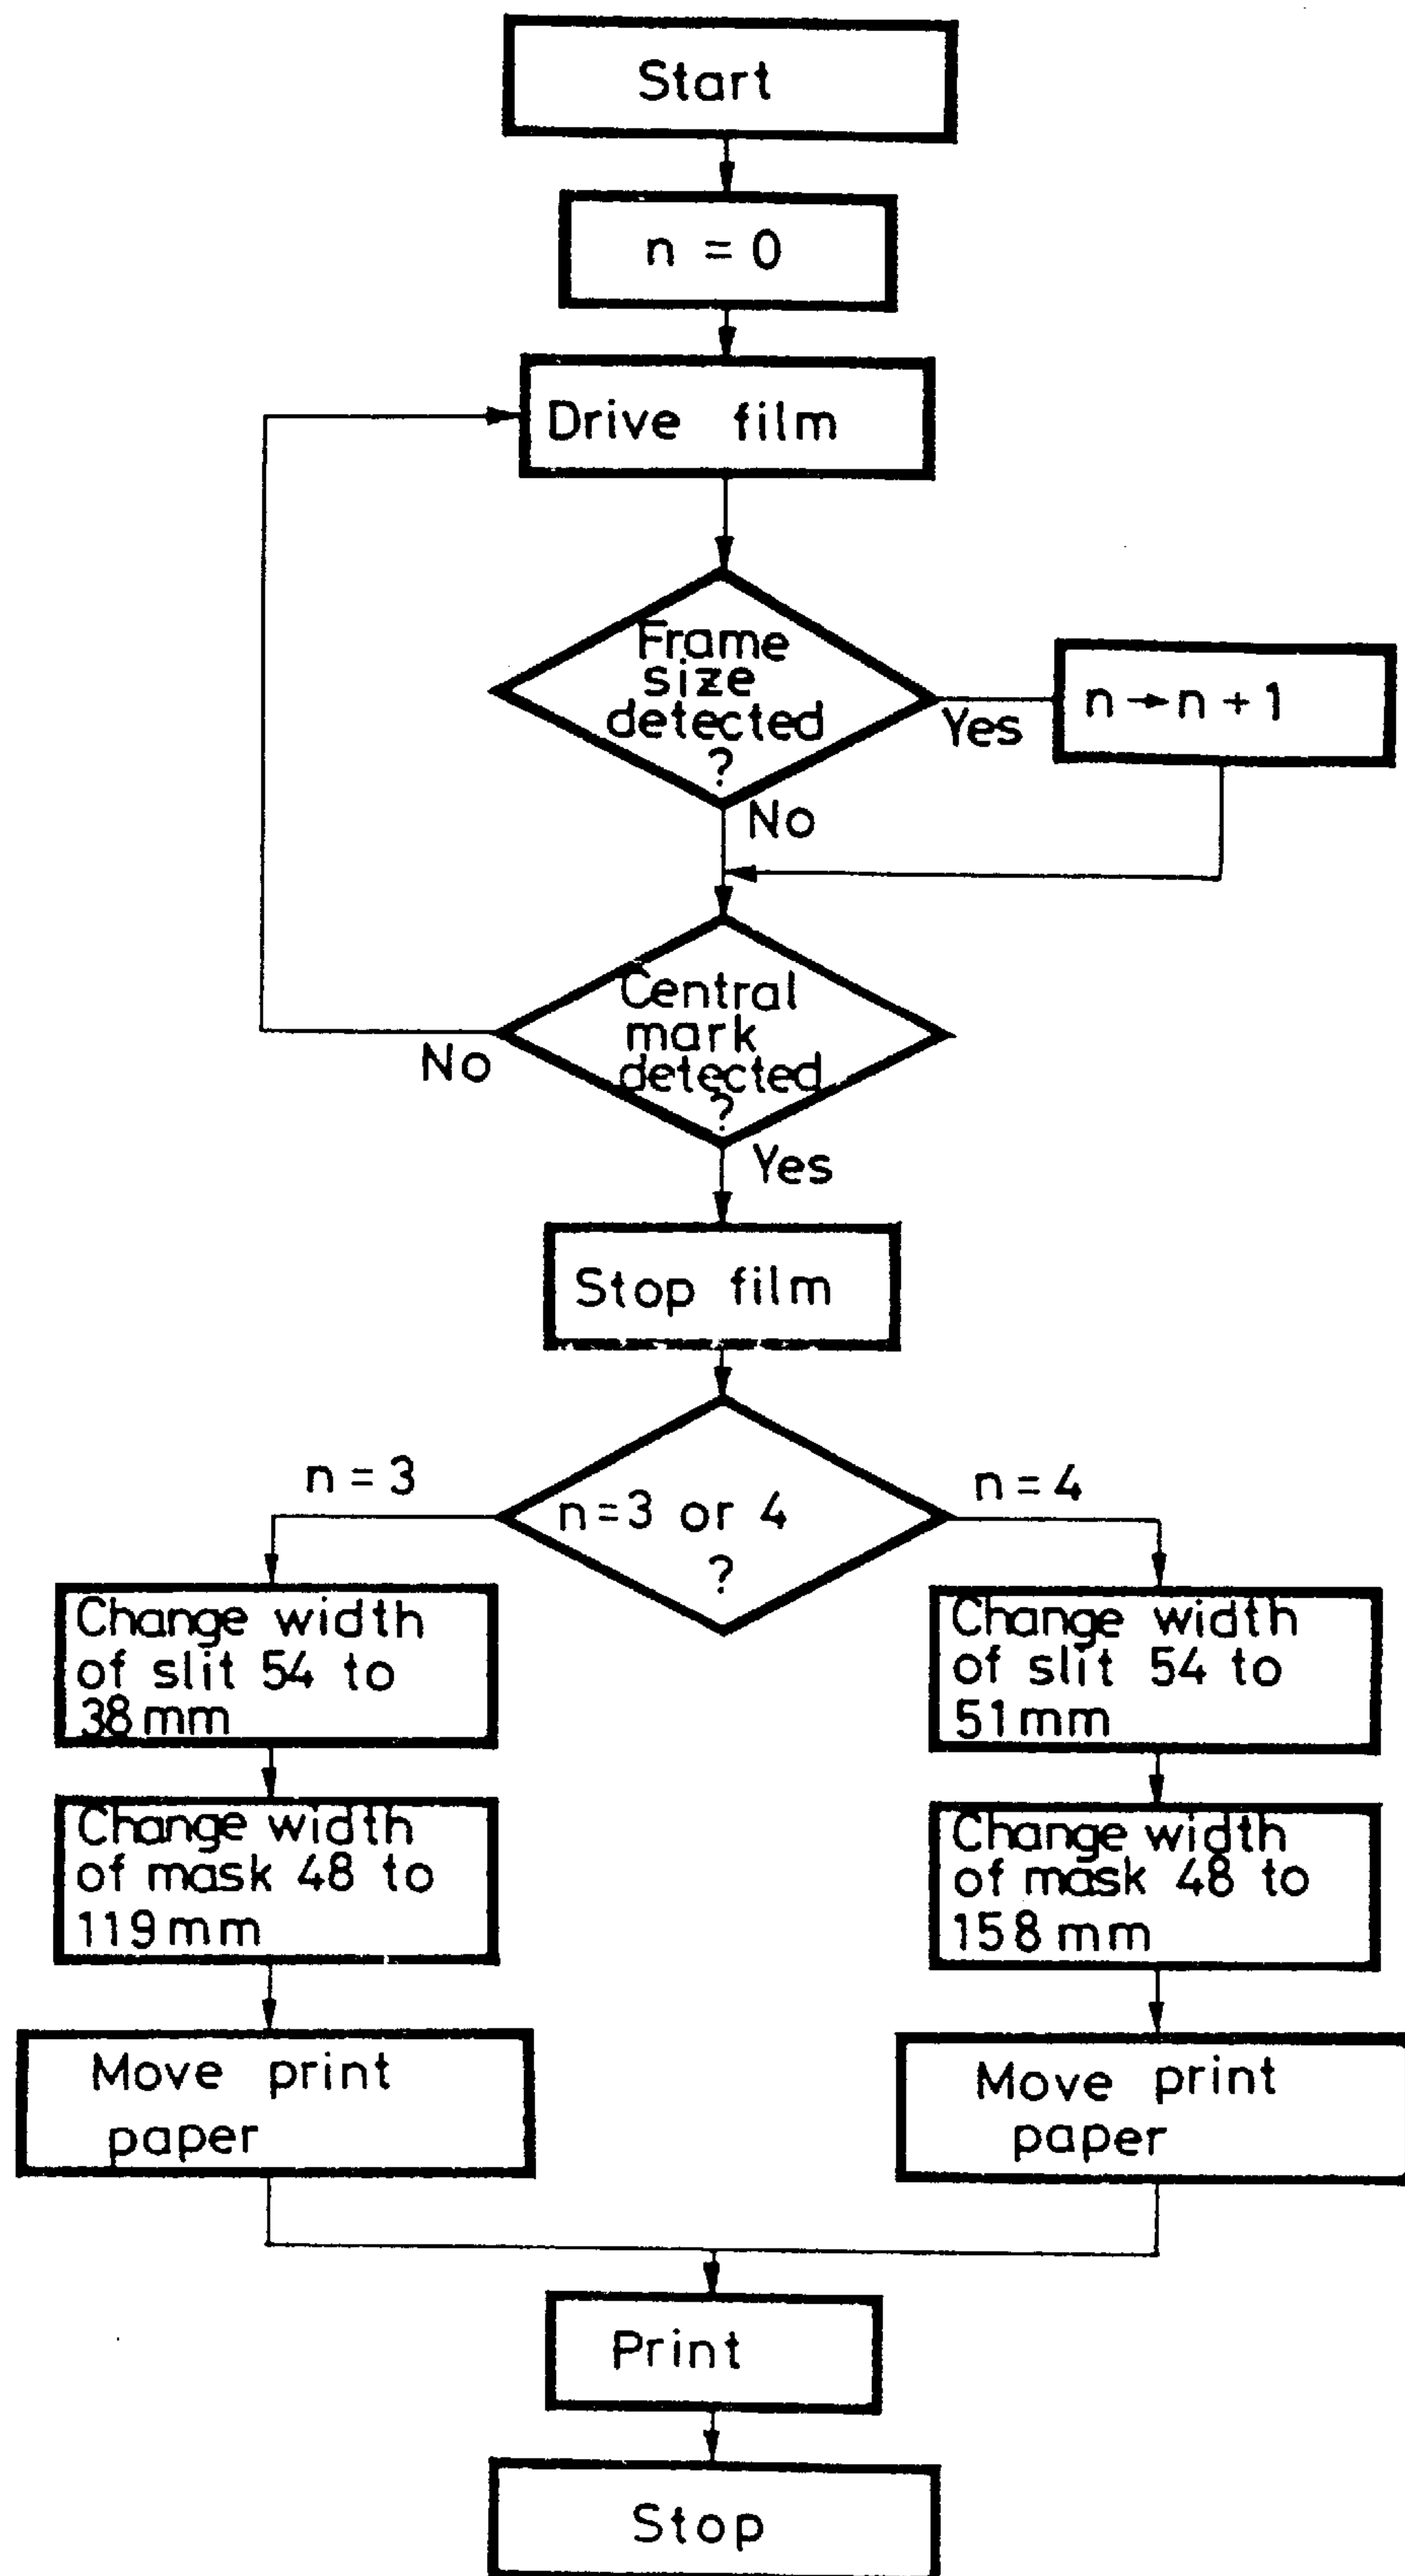 Start
n = 0
Drive film
Frame
size
detected
?
Yes
n → n + 1
No
Central
mark
detected
?
No
Yes
Stop film
n = 3
n = 3 or 4
?
n = 4
Change width
of slit 54 to
38 mm
Change width
of slit 54 to
51 mm
Change width
of mask 48 to
119 mm
Change width
of mask 48 to
158 mm
Move print
paper
Move print
paper
Print
Stop